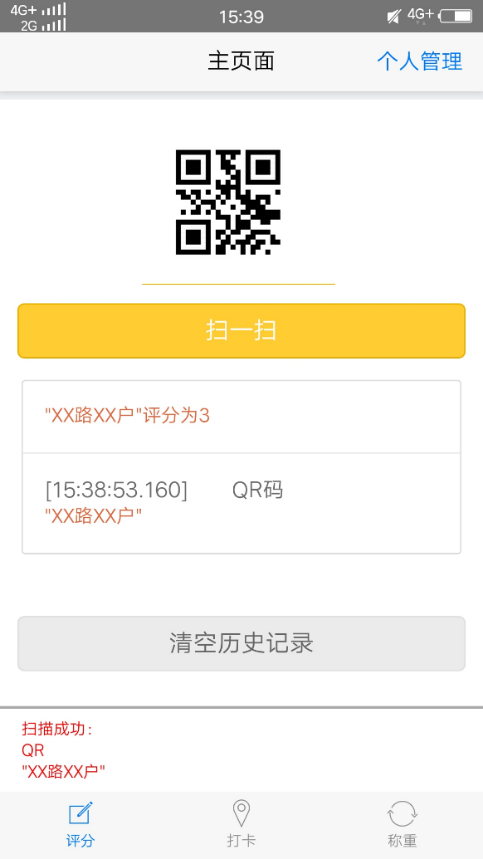 4G+
2G
15:39
4G+
主页面
个人管理
扫一扫
"XX路XX户"评分为3
[15:38:53.160] QR码
"XX路XX户"
清空历史记录
扫描成功:
QR
"XX路XX户"
评分
打卡
称重